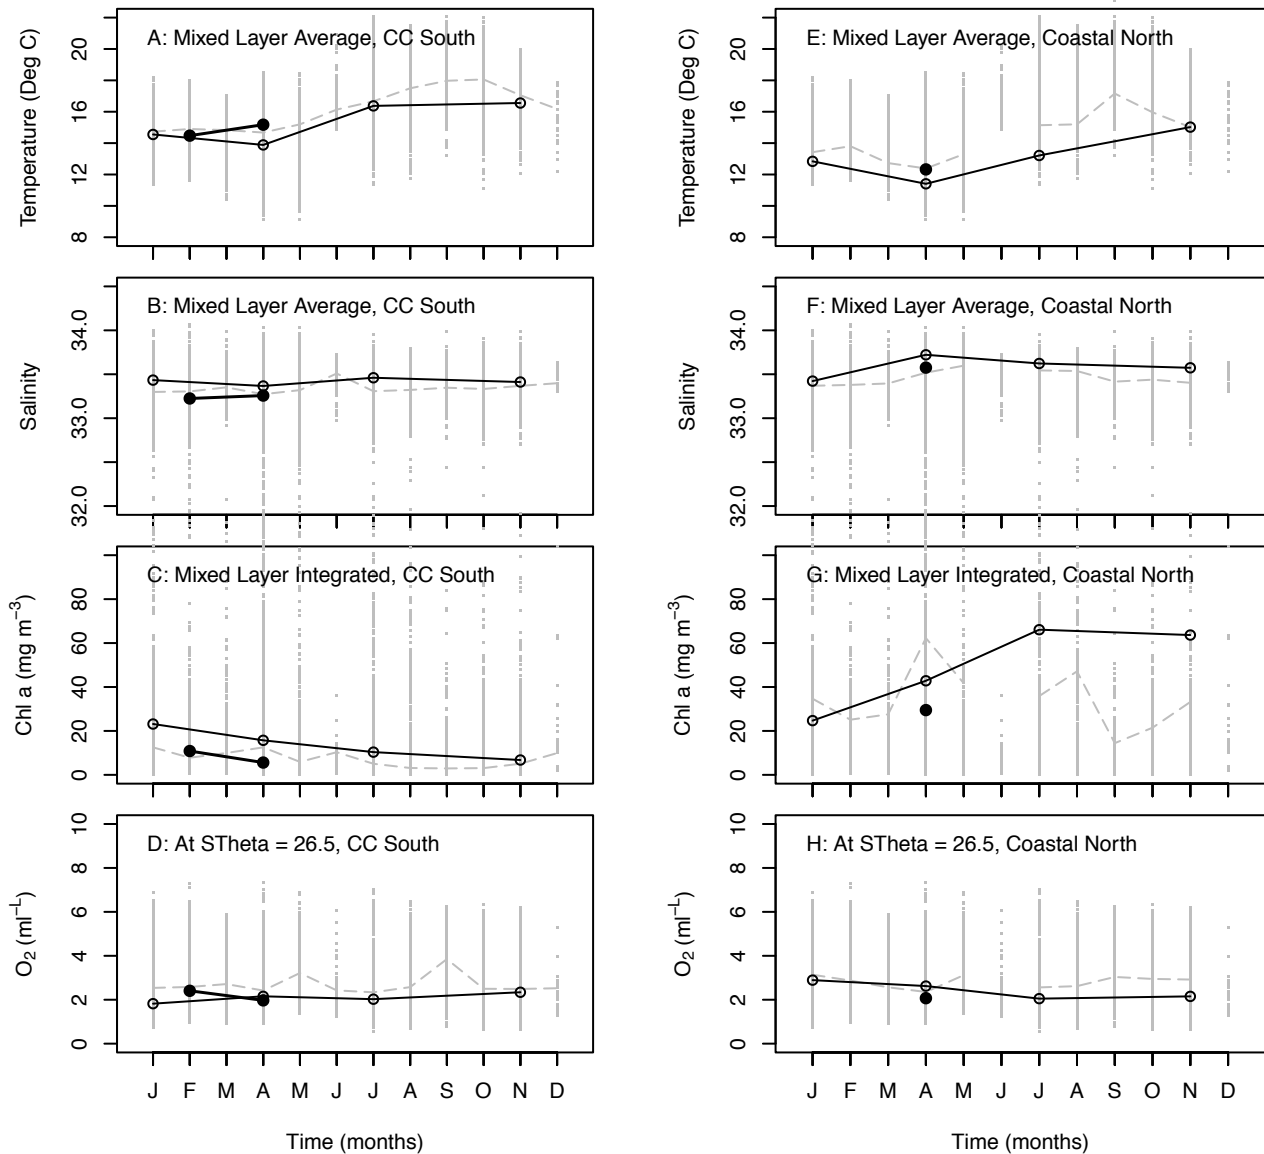 A: Mixed Layer Average, CC South
Temperature (Deg C)
20
16
12
8
B: Mixed Layer Average, CC South
Salinity
34.0
33.0
32.0
C: Mixed Layer Integrated, CC South
Chl a (mg m⁻³)
80
60
40
20
0
D: At STheta = 26.5, CC South
O₂ (ml⁻ᴸ)
10
8
6
4
2
0
J F M A M J J A S O N D
Time (months)
E: Mixed Layer Average, Coastal North
Temperature (Deg C)
20
16
12
8
F: Mixed Layer Average, Coastal North
Salinity
34.0
33.0
32.0
G: Mixed Layer Integrated, Coastal North
Chl a (mg m⁻³)
80
60
40
20
0
H: At STheta = 26.5, Coastal North
O₂ (ml⁻ᴸ)
10
8
6
4
2
0
J F M A M J J A S O N D
Time (months)